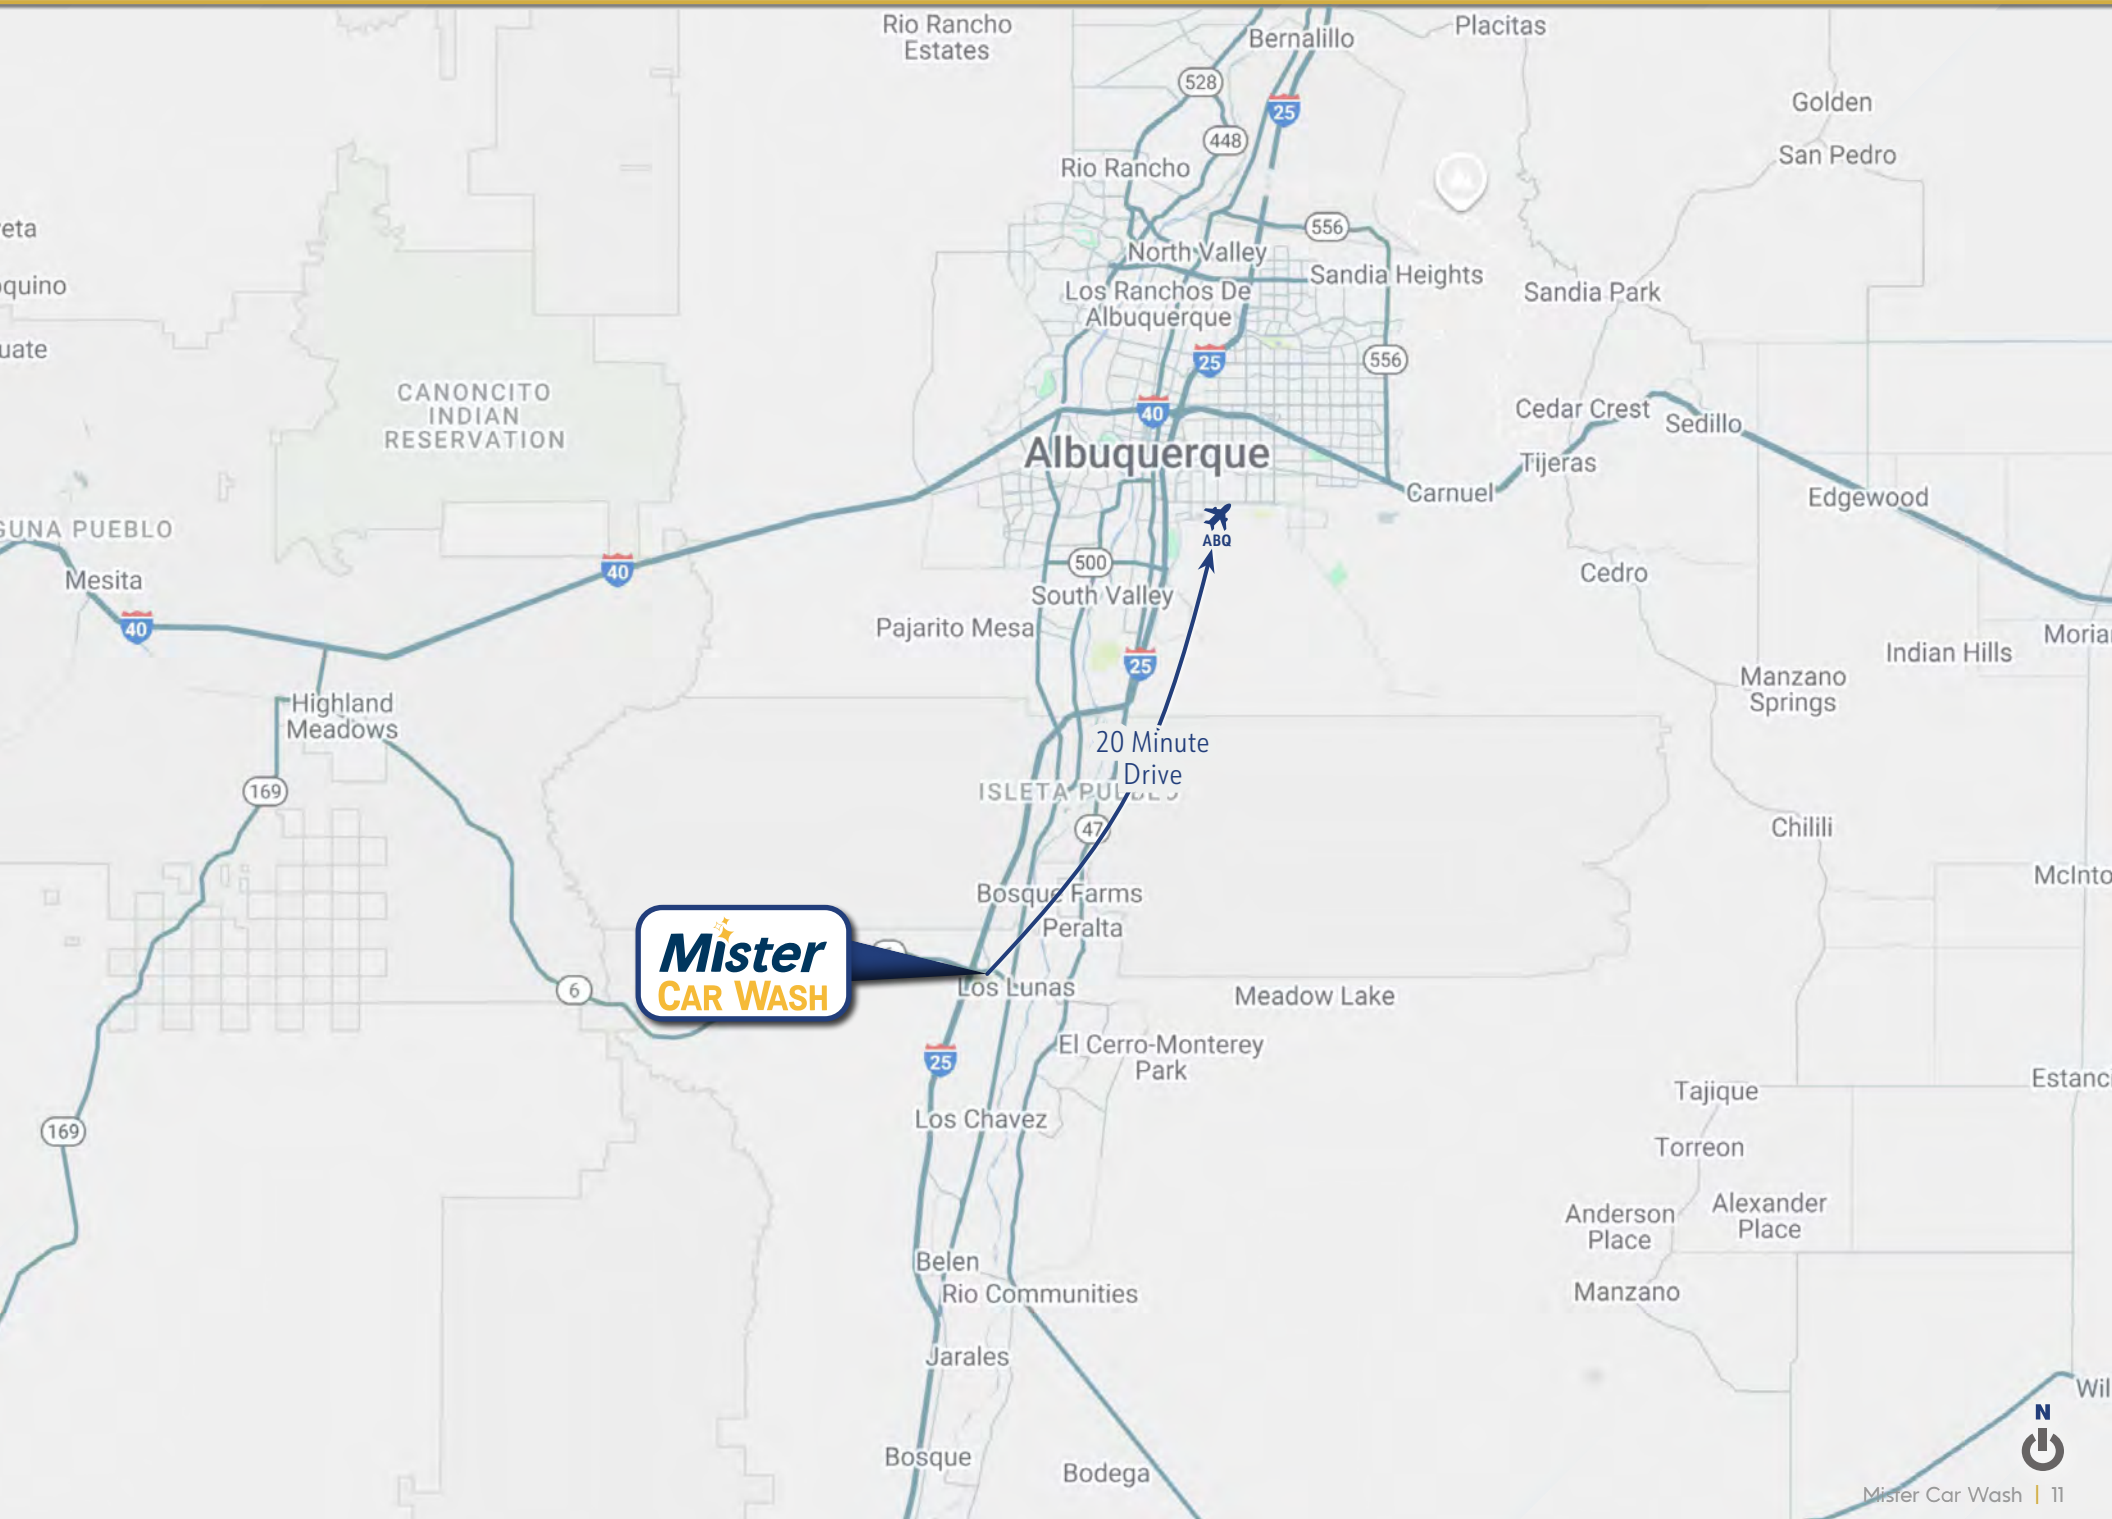 Rio Rancho
Estates
Bernalillo
Placitas
528
25
Golden
448
San Pedro
Rio Rancho
eta
556
North Valley
Sandia Heights
quino
Los Ranchos De
Albuquerque
Sandia Park
uate
25
556
CANONCITO
INDIAN
RESERVATION
40
Cedar Crest
Sedillo
Albuquerque
Tijeras
Carnuel
Edgewood
GUNA PUEBLO
ABQ
500
40
Mesita
Cedro
South Valley
40
Pajarito Mesa
Moria
Indian Hills
25
Manzano
Springs
Highland
Meadows
20 Minute
Drive
169
ISLETA PUEBLO
47
Chilili
McInto
Bosque Farms
Peralta
Mister
CAR WASH
6
Los Lunas
Meadow Lake
El Cerro-Monterey
Park
25
Estanci
Tajique
Los Chavez
169
Torreon
Anderson
Place
Alexander
Place
Belen
Rio Communities
Manzano
Jarales
Wil
N
Bosque
Bodega
Mister Car Wash | 11